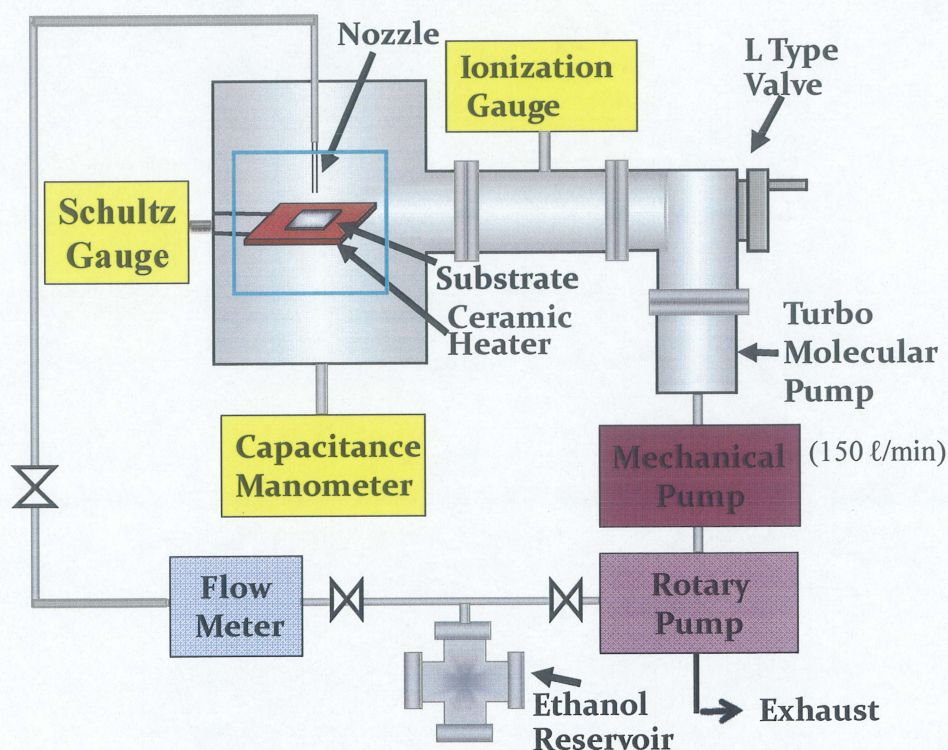 Nozzle
Ionization
Gauge
L Type
Valve
Schultz
Gauge
Substrate
Ceramic
Heater
Turbo
Molecular
Pump
Capacitance
Manometer
Mechanical
Pump
(150 ℓ/min)
Flow
Meter
Rotary
Pump
Ethanol
Reservoir
Exhaust